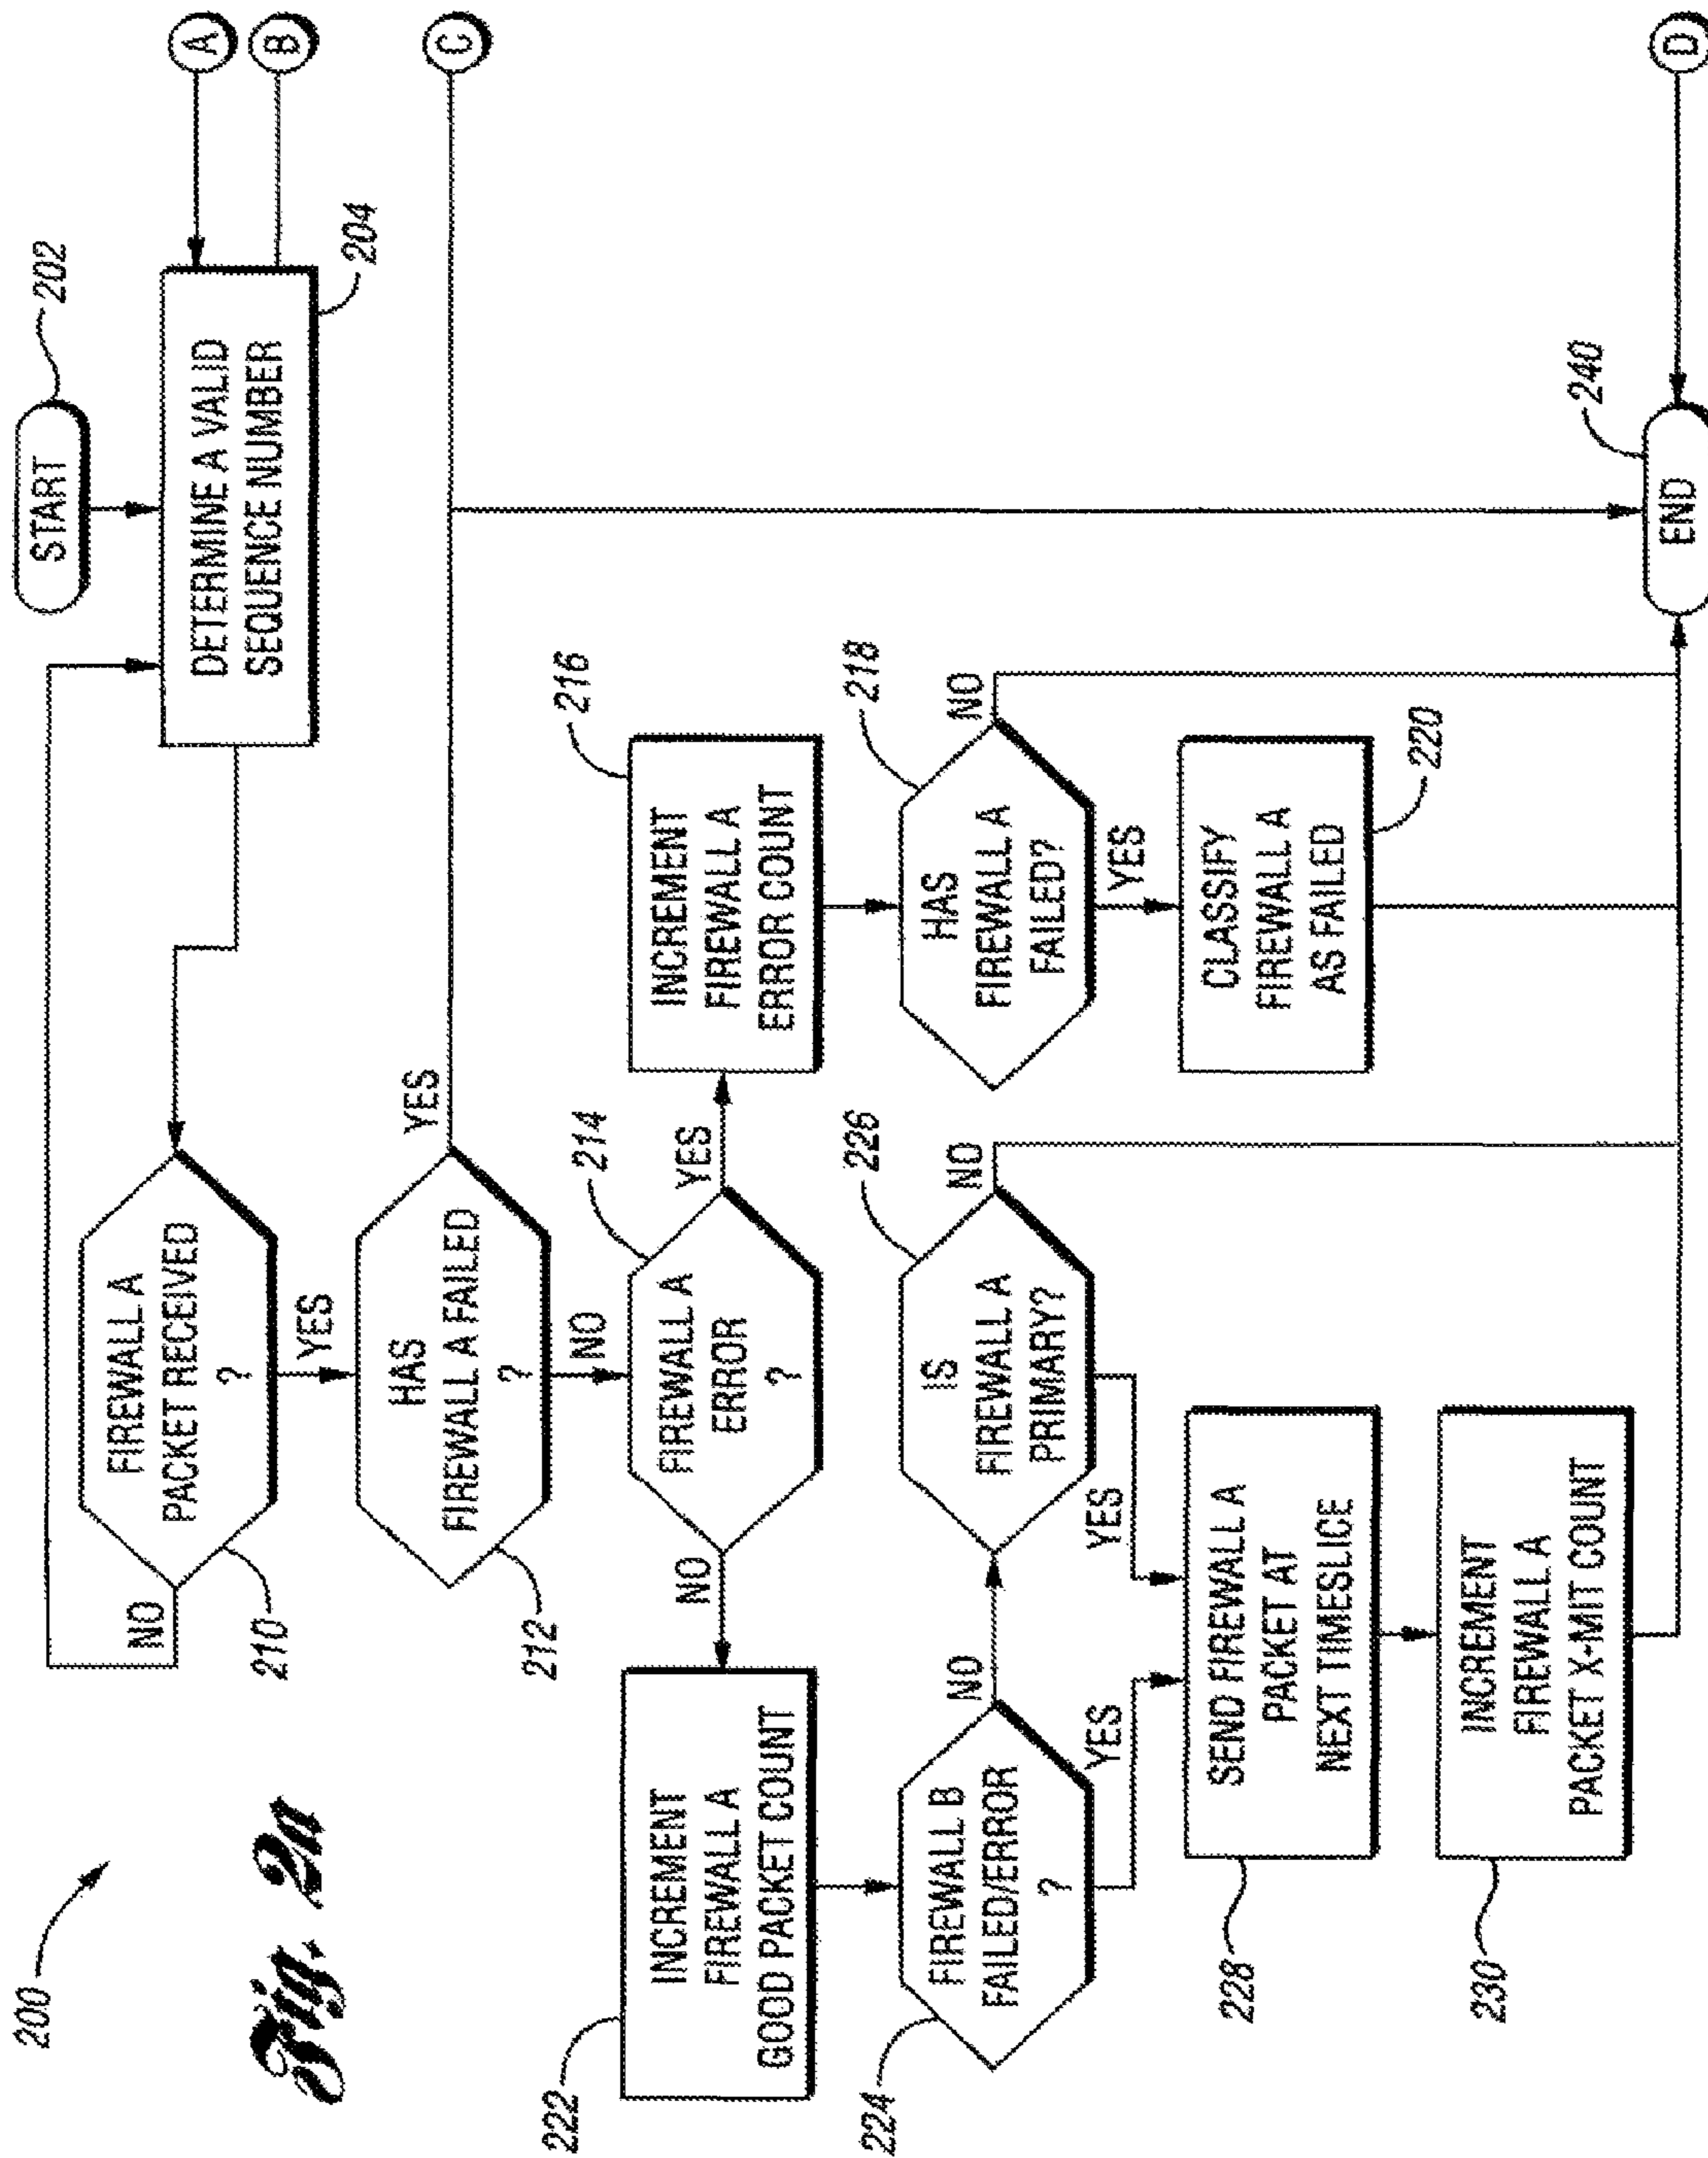 200
Fig. 2a
START
202
A
B
DETERMINE A VALID
SEQUENCE NUMBER
204
C
NO
FIREWALL A
PACKET RECEIVED
?
210
YES
HAS
FIREWALL A FAILED
?
212
YES
NO
FIREWALL A
ERROR
?
214
YES
NO
INCREMENT
FIREWALL A
ERROR COUNT
216
HAS
FIREWALL A
FAILED?
218
NO
YES
CLASSIFY
FIREWALL A
AS FAILED
220
INCREMENT
FIREWALL A
GOOD PACKET COUNT
222
FIREWALL B
FAILED/ERROR
?
224
NO
YES
IS
FIREWALL A
PRIMARY?
226
NO
YES
SEND FIREWALL A
PACKET AT
NEXT TIMESLICE
228
INCREMENT
FIREWALL A
PACKET X-MIT COUNT
230
END
240
D